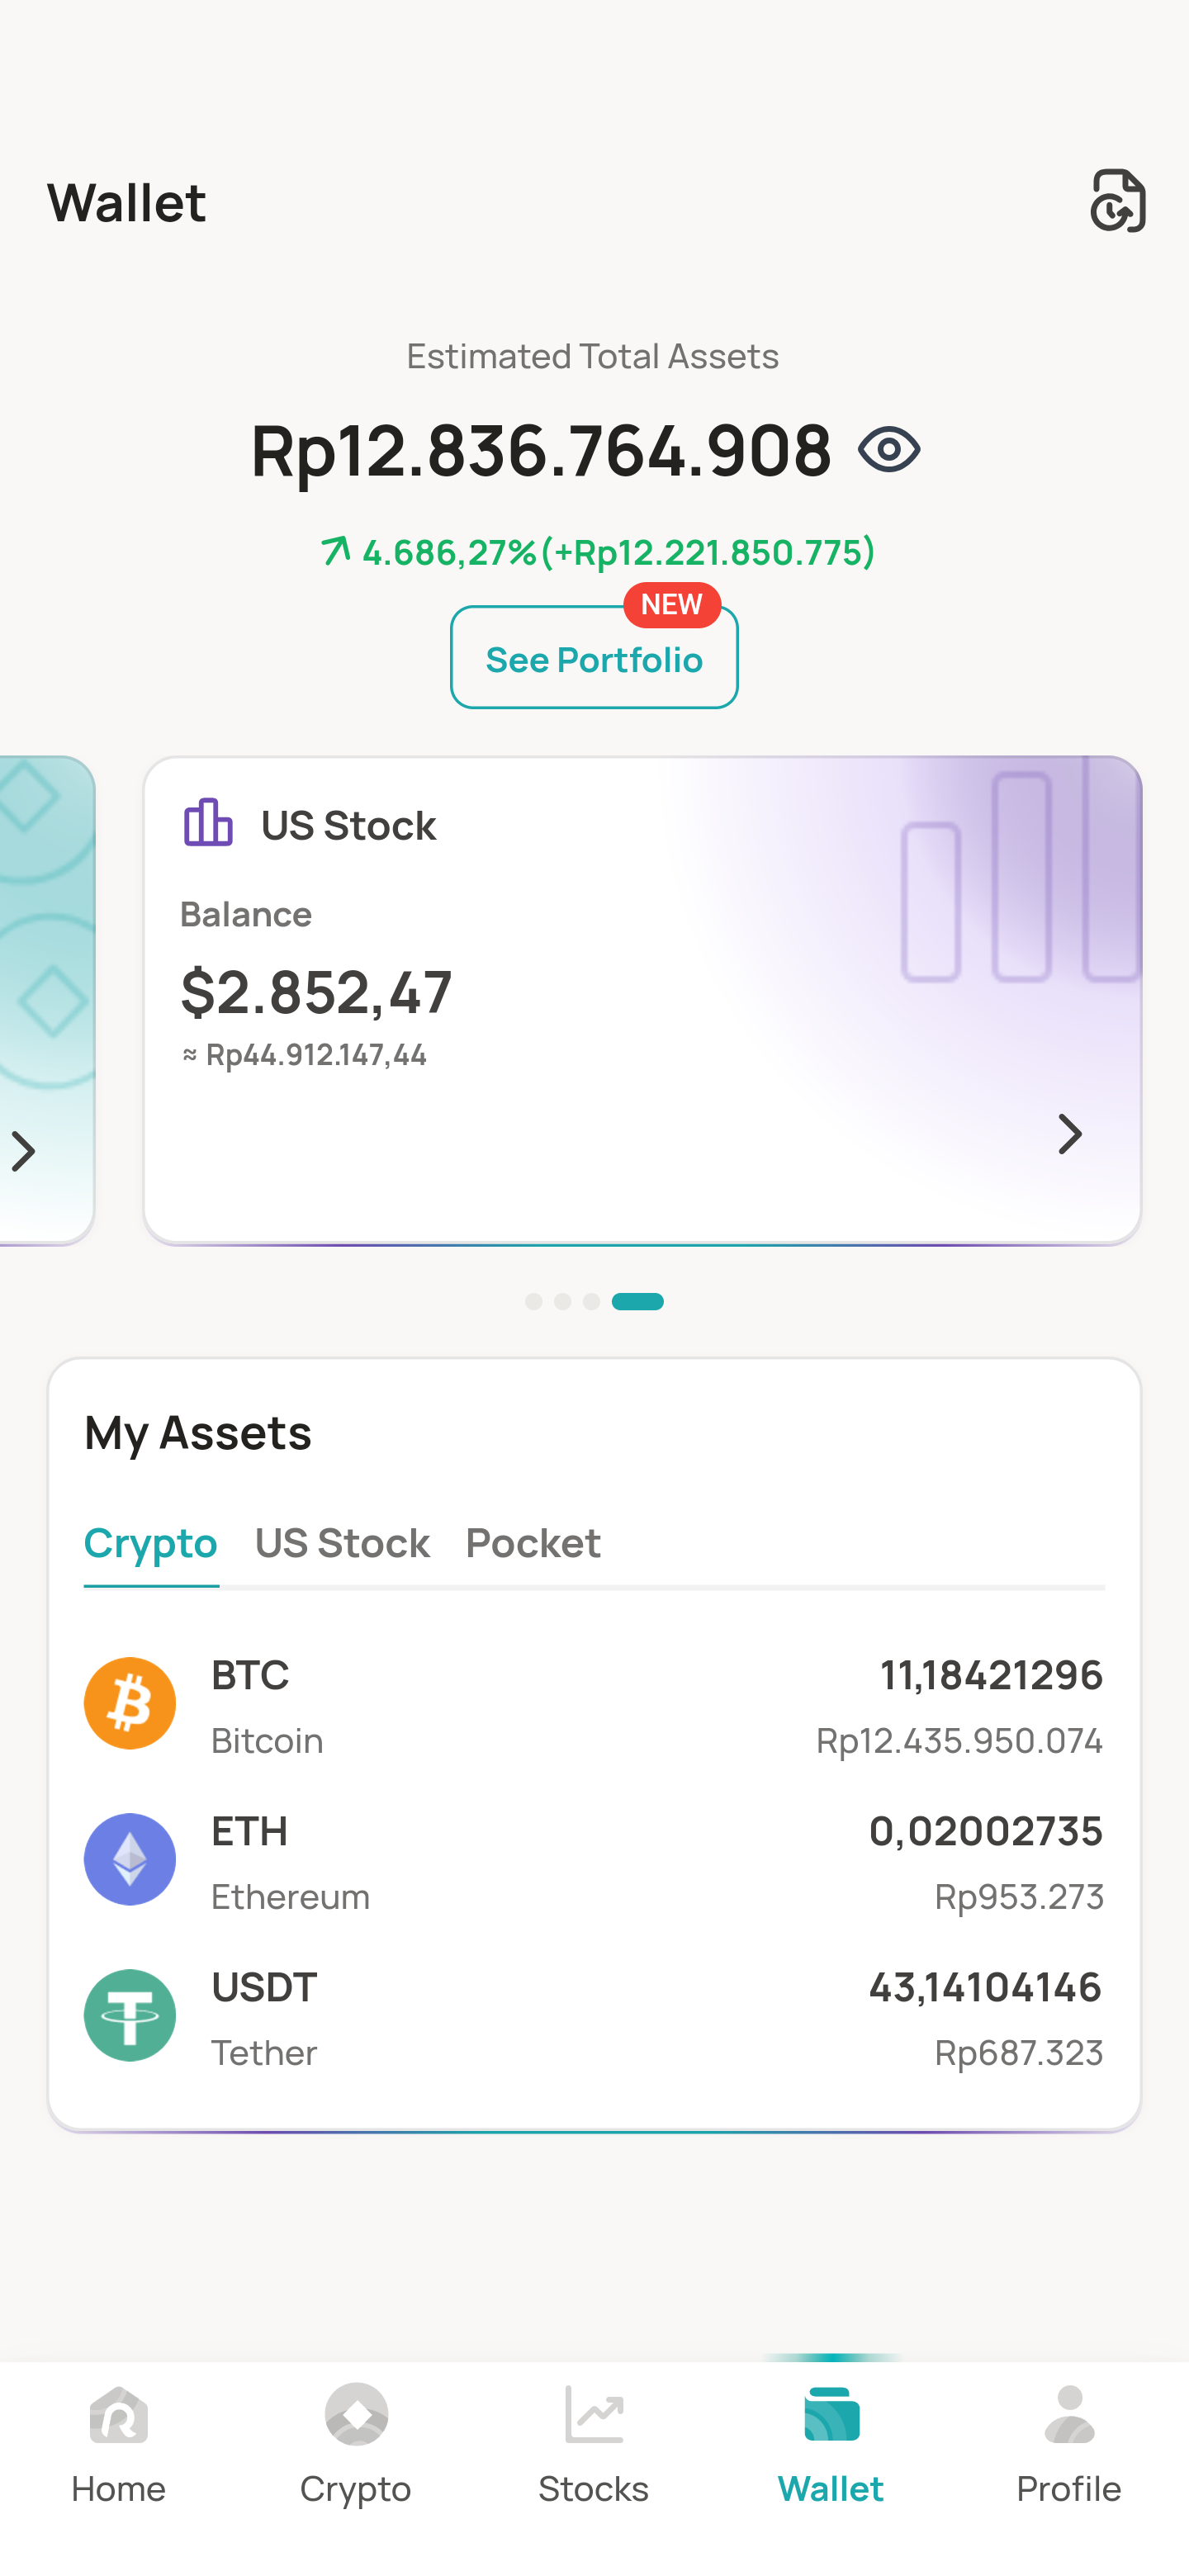 Wallet
Estimated Total Assets
Rp12.836.764.908
4.686,27%(+Rp12.221.850.775)
NEW
See Portfolio
US Stock
Balance
$2.852,47
≈ Rp44.912.147,44
My Assets
Crypto US Stock Pocket
BTC 11,18421296
Bitcoin Rp12.435.950.074
ETH 0,02002735
Ethereum Rp953.273
USDT 43,14104146
Tether Rp687.323
Home Crypto Stocks Wallet Profile